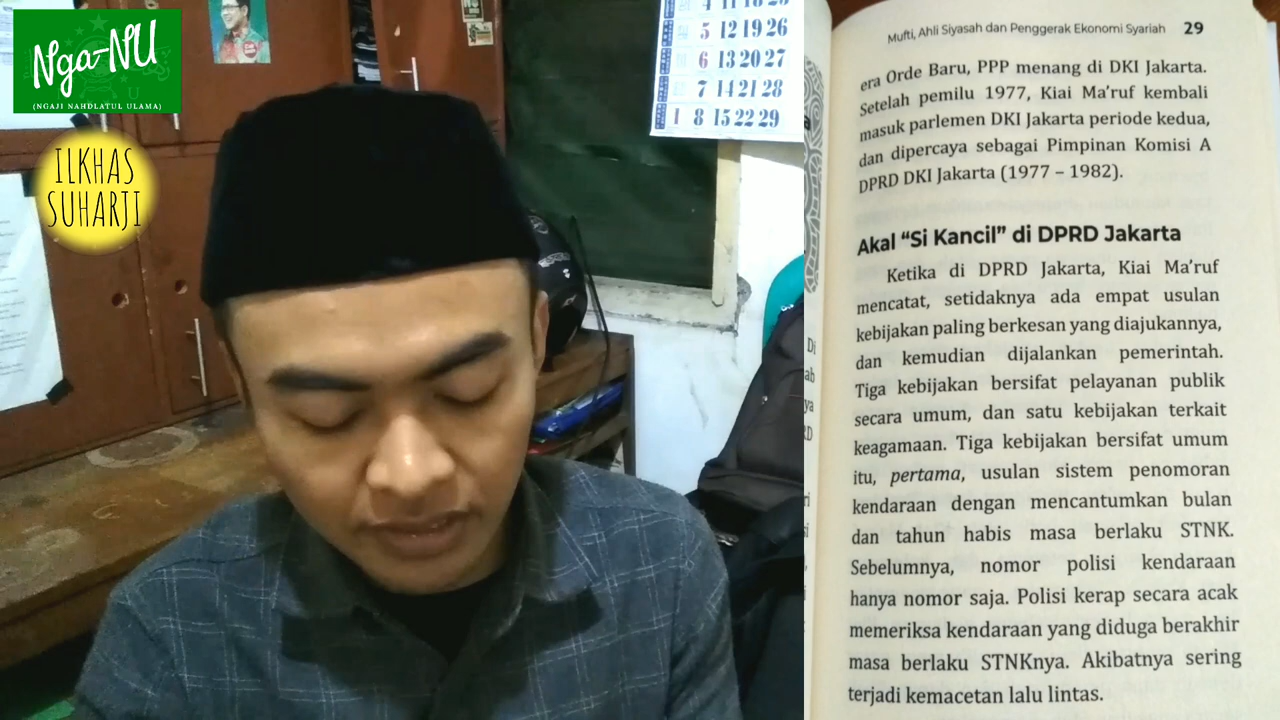 Nga-NU
(NGAJI NAHDLATUL ULAMA)
ILKHAS
SUHARJI
4 11 18 25
5 12 19 26
6 13 20 27
7 14 21 28
1 8 15 22 29
Mufti, Ahli Siyasah dan Penggerak Ekonomi Syariah 29
era Orde Baru, PPP menang di DKI Jakarta.
Setelah pemilu 1977, Kiai Ma’ruf kembali
masuk parlemen DKI Jakarta periode kedua,
dan dipercaya sebagai Pimpinan Komisi A
DPRD DKI Jakarta (1977 – 1982).
Akal “Si Kancil” di DPRD Jakarta
Ketika di DPRD Jakarta, Kiai Ma’ruf
mencatat, setidaknya ada empat usulan
kebijakan paling berkesan yang diajukannya,
dan kemudian dijalankan pemerintah.
Tiga kebijakan bersifat pelayanan publik
secara umum, dan satu kebijakan terkait
keagamaan. Tiga kebijakan bersifat umum
itu, pertama, usulan sistem penomoran
kendaraan dengan mencantumkan bulan
dan tahun habis masa berlaku STNK.
Sebelumnya, nomor polisi kendaraan
hanya nomor saja. Polisi kerap secara acak
memeriksa kendaraan yang diduga berakhir
masa berlaku STNKnya. Akibatnya sering
terjadi kemacetan lalu lintas.